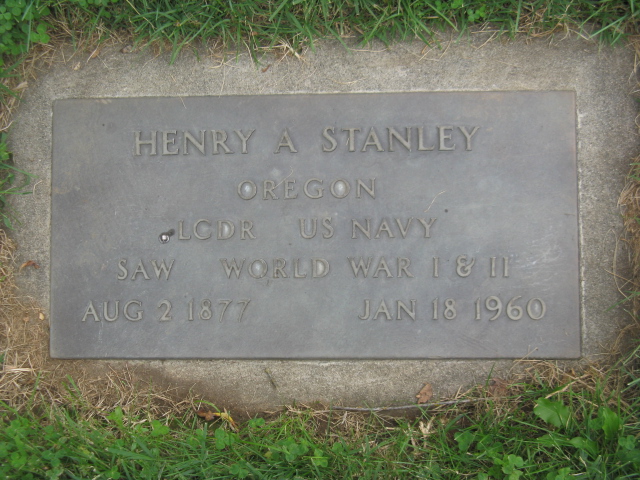 HENRY A STANLEY
OREGON
LCDR US NAVY
SAW WORLD WAR I & II
AUG 2 1877 JAN 18 1960